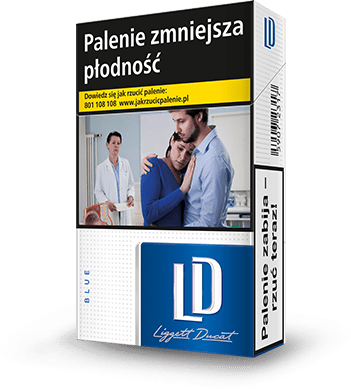 Palenie zmniejsza
płodność
Dowiedz się jak rzucić palenie:
801 108 108 www.jakrzucicpalenie.pl
BLUE
LD
Liggett Ducat
LD
Palenie zabija –
rzuć teraz!